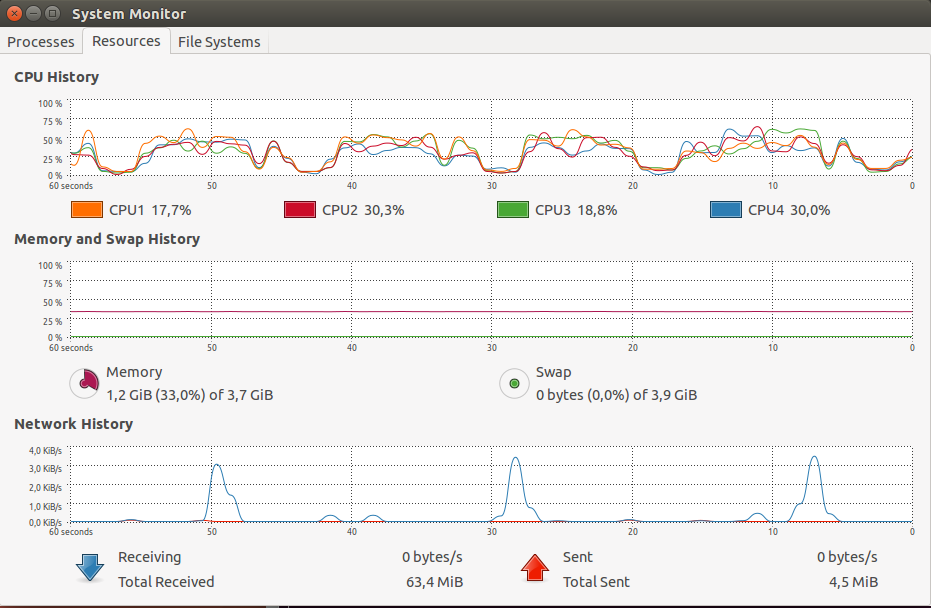 System Monitor
Processes Resources File Systems
CPU History
100 %
75 %
50 %
25 %
0 %
60 seconds 50 40 30 20 10 0
CPU1 17,7% CPU2 30,3% CPU3 18,8% CPU4 30,0%
Memory and Swap History
100 %
75 %
50 %
25 %
0 %
60 seconds 50 40 30 20 10 0
Memory Swap
1,2 GiB (33,0%) of 3,7 GiB 0 bytes (0,0%) of 3,9 GiB
Network History
4,0 KiB/s
3,0 KiB/s
2,0 KiB/s
1,0 KiB/s
0,0 KiB/s
60 seconds 50 40 30 20 10 0
Receiving 0 bytes/s Sent 0 bytes/s
Total Received 63,4 MiB Total Sent 4,5 MiB